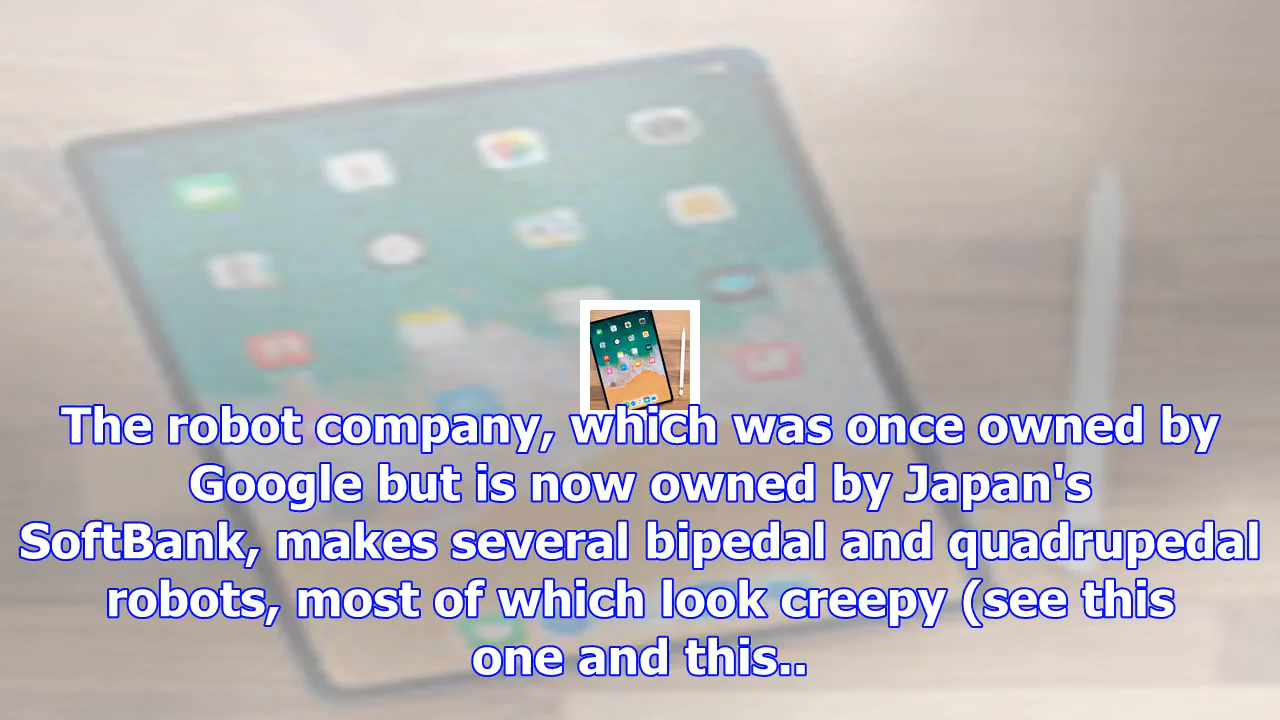 The robot company, which was once owned by
Google but is now owned by Japan's
SoftBank, makes several bipedal and quadrupedal
robots, most of which look creepy (see this
one and this..